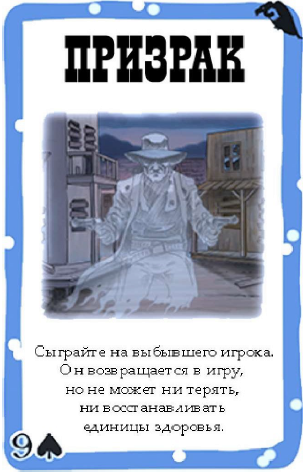 ПРИЗРАК
Сыграйте на выбывшего игрока.
Он возвращается в игру,
но не может ни терять,
ни восстанавливать
единицы здоровья.
9♠